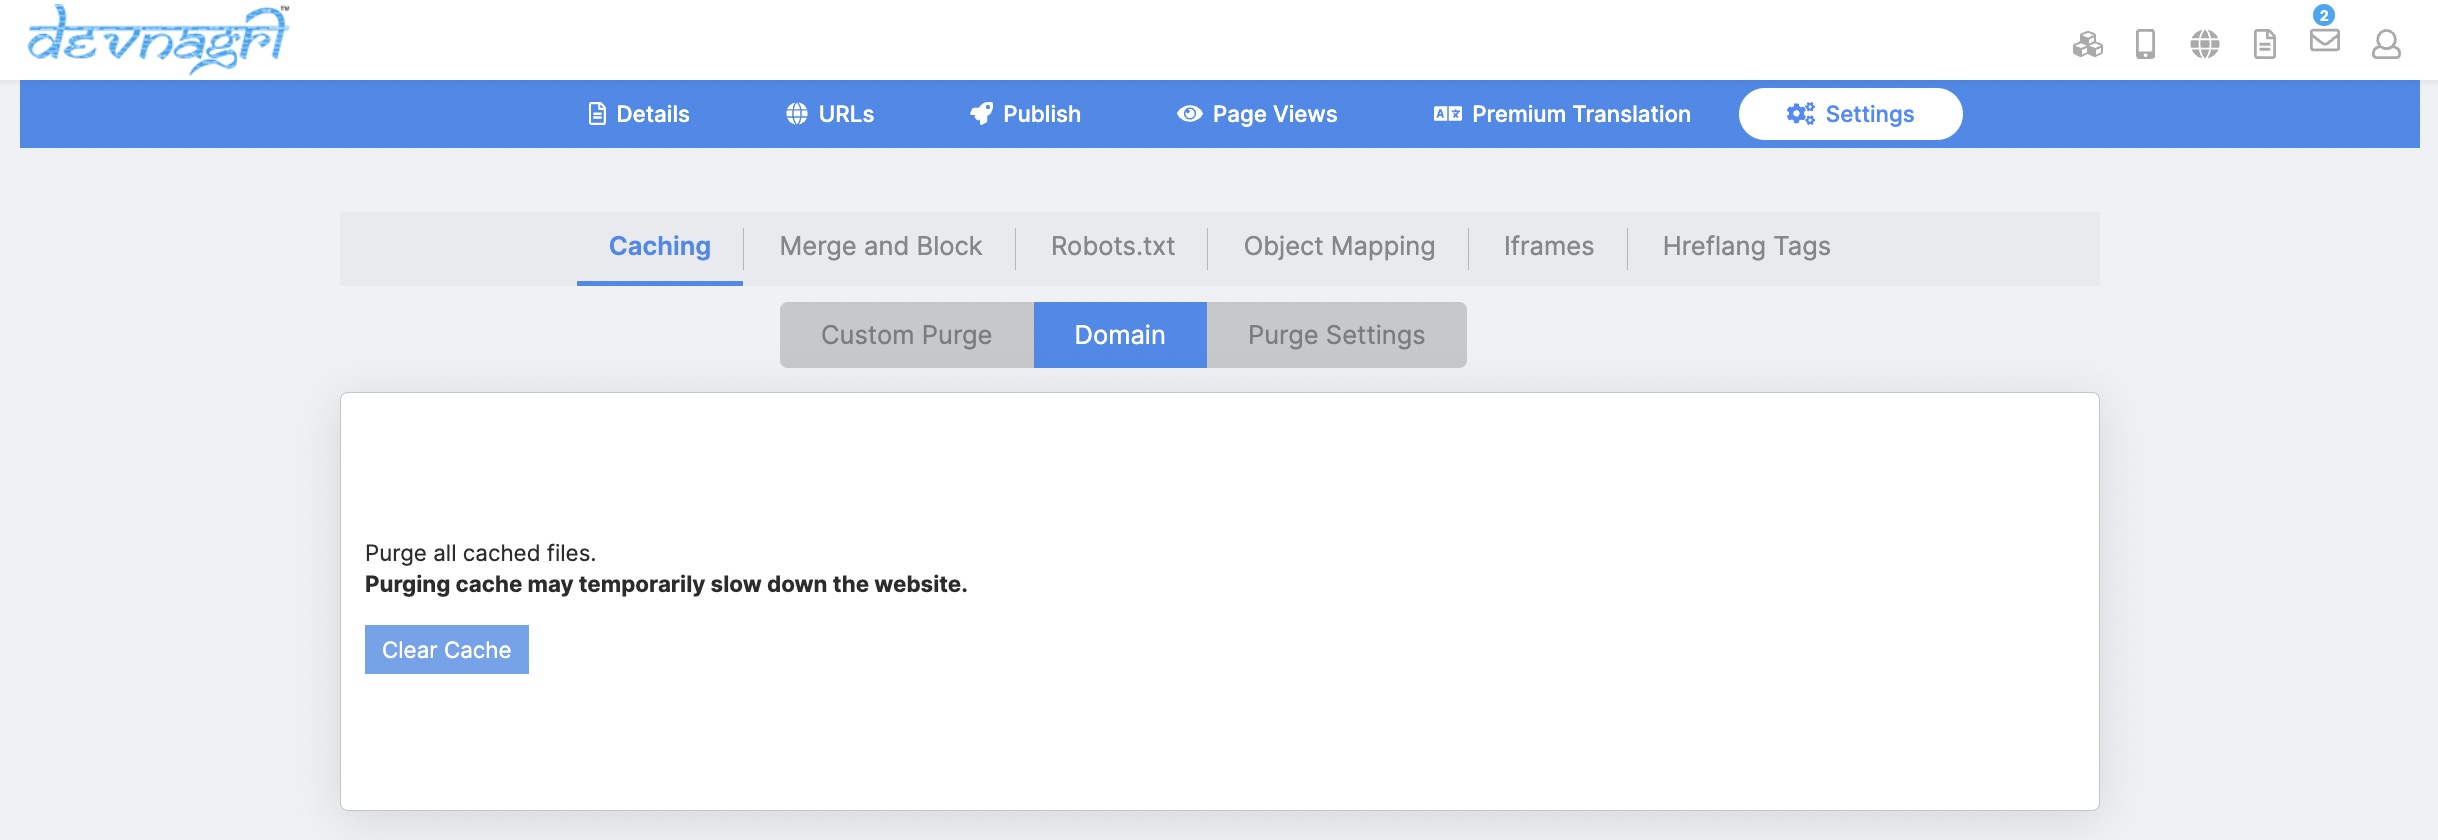 devnagri™
2
Details URLs Publish Page Views Premium Translation Settings
Caching Merge and Block Robots.txt Object Mapping Iframes Hreflang Tags
Custom Purge Domain Purge Settings
Purge all cached files.
Purging cache may temporarily slow down the website.
Clear Cache